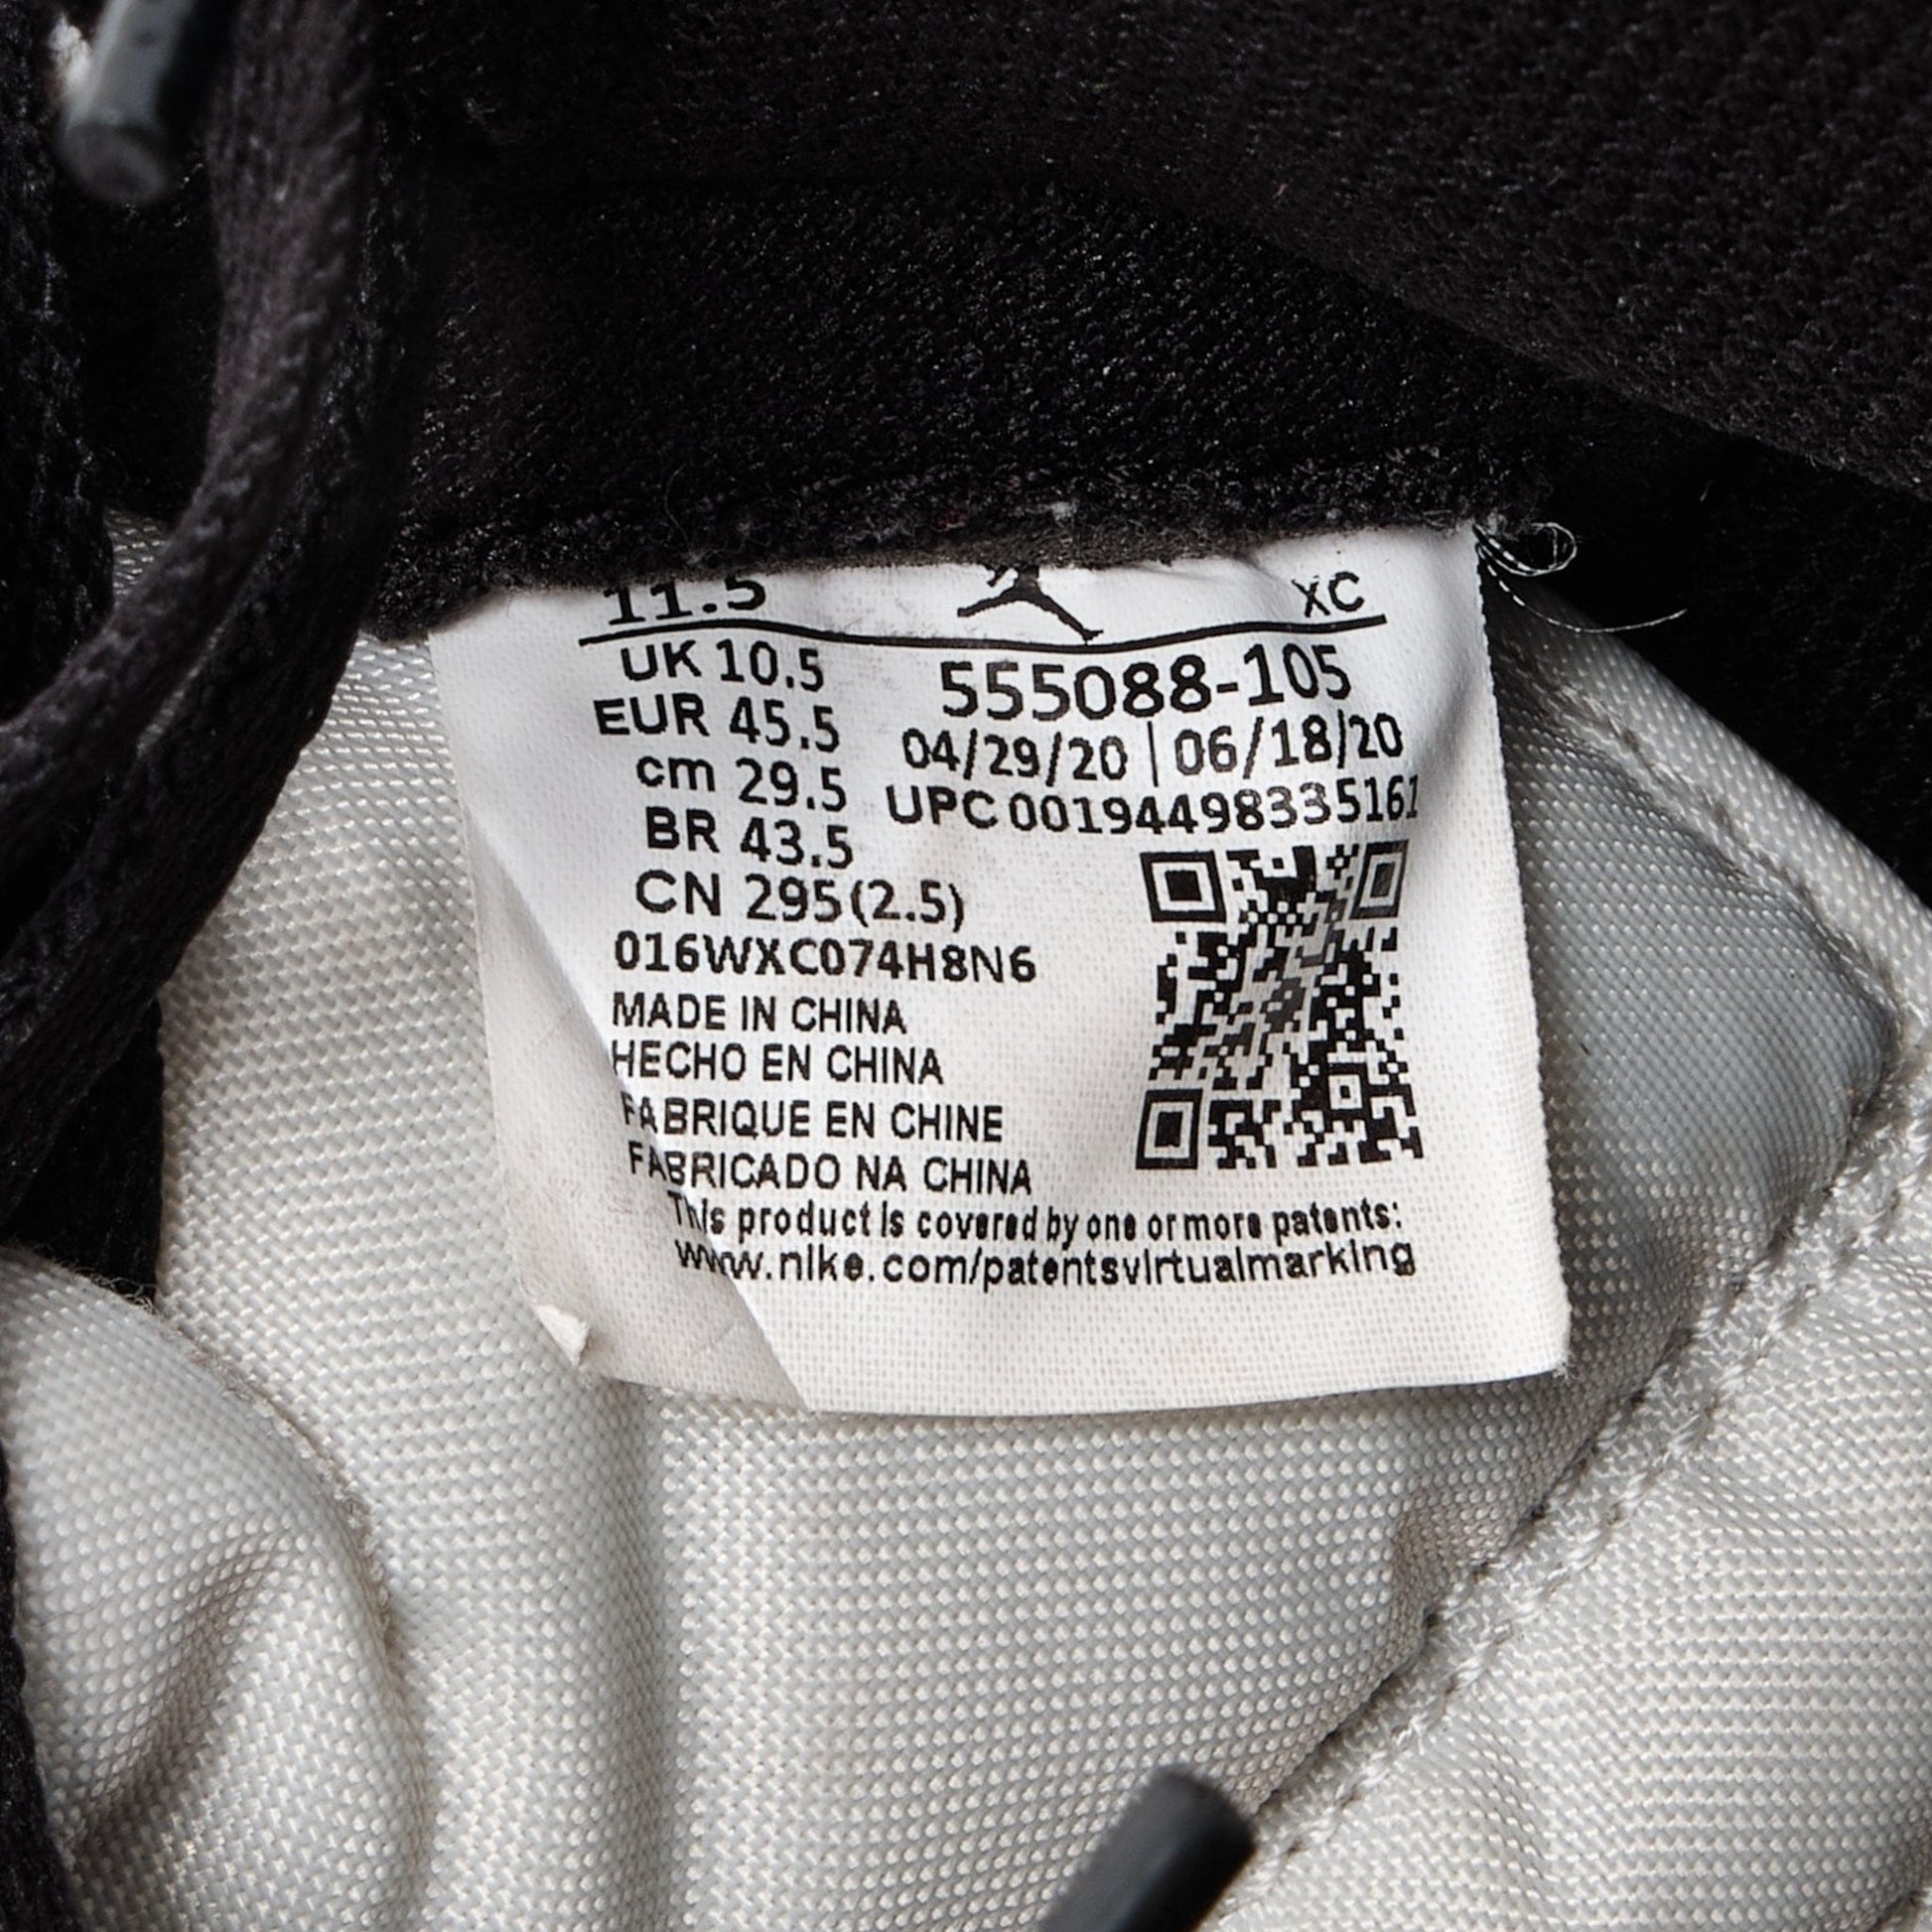 11.5 XC
UK 10.5 555088-105
EUR 45.5 04/29/20 | 06/18/20
cm 29.5 UPC 00194498335161
BR 43.5
CN 295(2.5)
016WXC074H8N6
MADE IN CHINA
HECHO EN CHINA
FABRIQUE EN CHINE
FABRICADO NA CHINA
This product is covered by one or more patents:
www.nike.com/patentsvirtualmarking